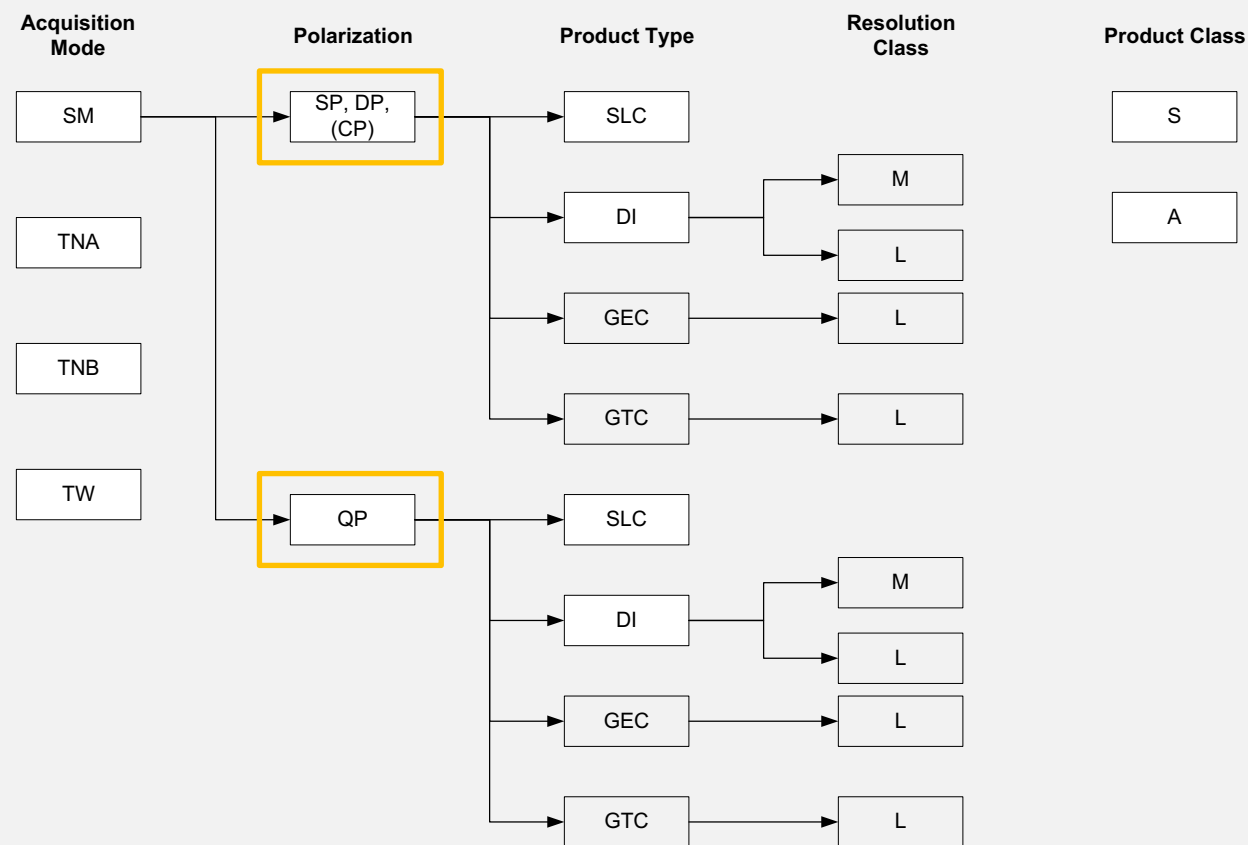 Acquisition
Mode
Polarization
Product Type
Resolution
Class
Product Class
SM
SP, DP,
(CP)
SLC
S
M
TNA
DI
A
L
TNB
GEC
L
GTC
L
TW
QP
SLC
M
DI
L
GEC
L
GTC
L